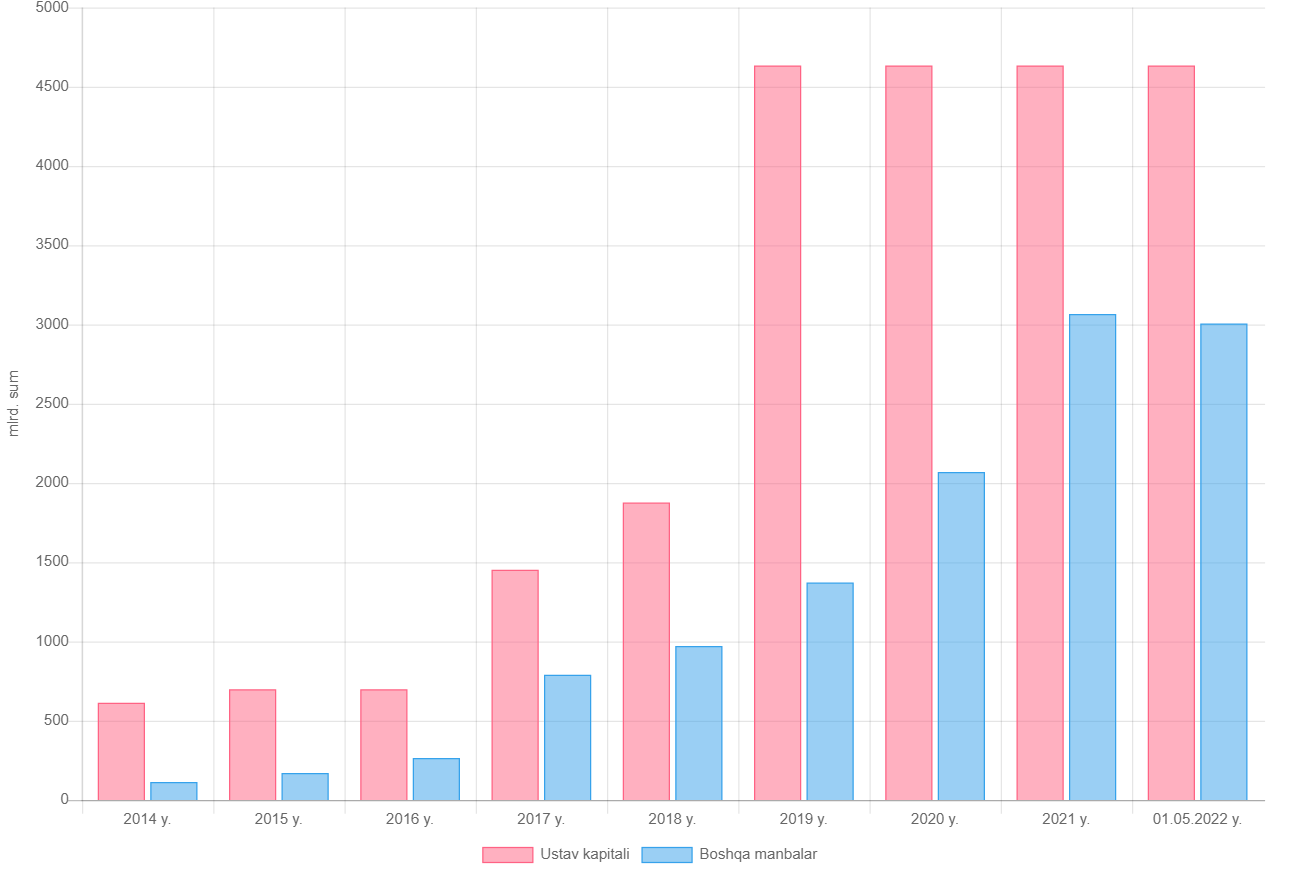 5000
4500
4000
3500
3000
2500
2000
1500
1000
500
0
mlrd. sum
2014 y.
2015 y.
2016 y.
2017 y.
2018 y.
2019 y.
2020 y.
2021 y.
01.05.2022 y.
Ustav kapitali
Boshqa manbalar